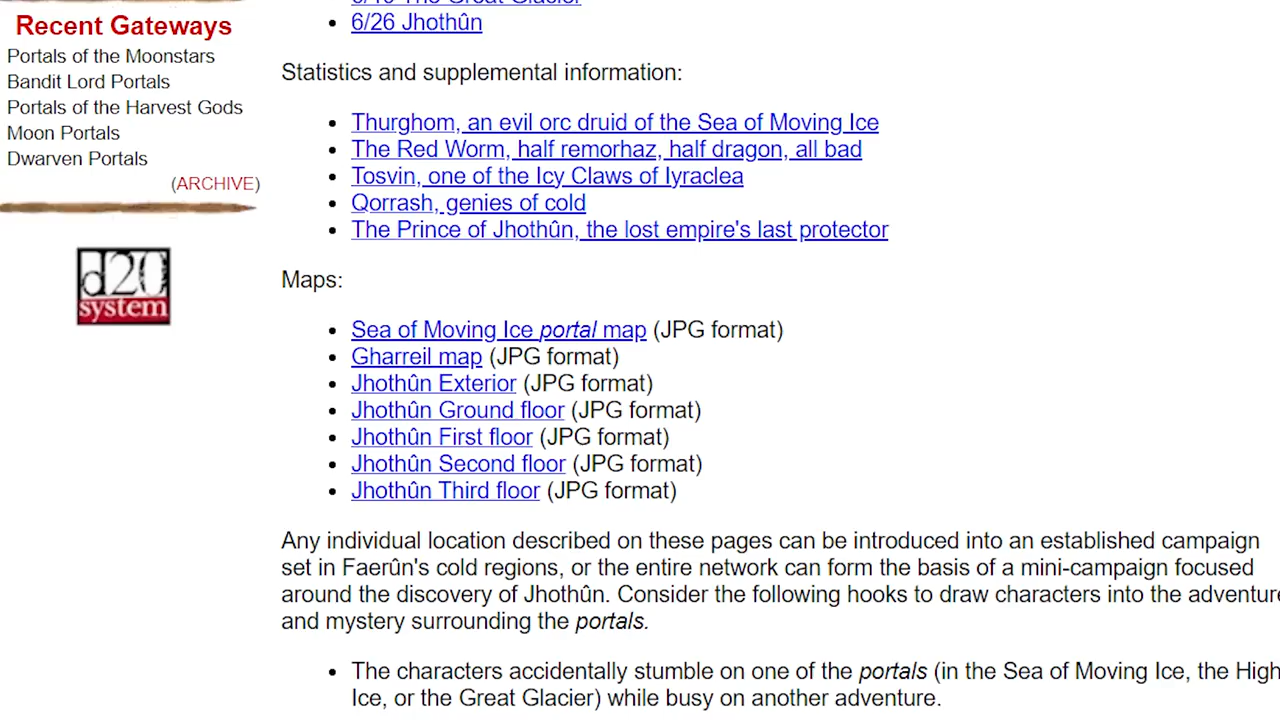 Recent Gateways
Portals of the Moonstars
Bandit Lord Portals
Portals of the Harvest Gods
Moon Portals
Dwarven Portals
(ARCHIVE)
d20
system
6/19 The Great Glacier
6/26 Jhothûn
Statistics and supplemental information:
Thurghom, an evil orc druid of the Sea of Moving Ice
The Red Worm, half remorhaz, half dragon, all bad
Tosvin, one of the Icy Claws of Iyraclea
Qorrash, genies of cold
The Prince of Jhothûn, the lost empire's last protector
Maps:
Sea of Moving Ice portal map (JPG format)
Gharreil map (JPG format)
Jhothûn Exterior (JPG format)
Jhothûn Ground floor (JPG format)
Jhothûn First floor (JPG format)
Jhothûn Second floor (JPG format)
Jhothûn Third floor (JPG format)
Any individual location described on these pages can be introduced into an established campaign
set in Faerûn's cold regions, or the entire network can form the basis of a mini-campaign focused
around the discovery of Jhothûn. Consider the following hooks to draw characters into the adventure
and mystery surrounding the portals.
The characters accidentally stumble on one of the portals (in the Sea of Moving Ice, the High
Ice, or the Great Glacier) while busy on another adventure.